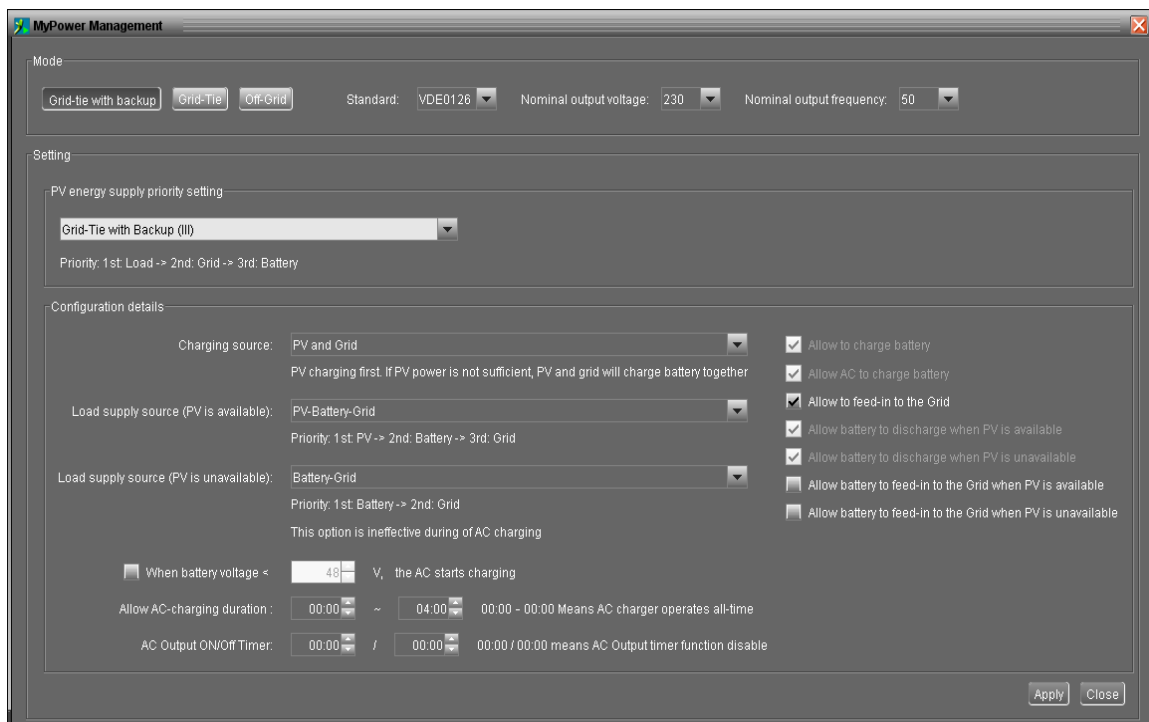 MyPower Management
Mode
Grid-tie with backup Grid-Tie Off-Grid Standard: VDE0126 Nominal output voltage: 230 Nominal output frequency: 50
Setting
PV energy supply priority setting
Grid-Tie with Backup (III)
Priority: 1st: Load -> 2nd: Grid -> 3rd: Battery
Configuration details
Charging source: PV and Grid
PV charging first. If PV power is not sufficient, PV and grid will charge battery together
Load supply source (PV is available): PV-Battery-Grid
Priority: 1st: PV -> 2nd: Battery -> 3rd: Grid
Load supply source (PV is unavailable): Battery-Grid
Priority: 1st: Battery -> 2nd: Grid
This option is ineffective during of AC charging
Allow to charge battery
Allow AC to charge battery
Allow to feed-in to the Grid
Allow battery to discharge when PV is available
Allow battery to discharge when PV is unavailable
Allow battery to feed-in to the Grid when PV is available
Allow battery to feed-in to the Grid when PV is unavailable
When battery voltage < 48 V, the AC starts charging
Allow AC-charging duration : 00:00 ~ 04:00 00:00 - 00:00 Means AC charger operates all-time
AC Output ON/Off Timer: 00:00 / 00:00 00:00 / 00:00 means AC Output timer function disable
Apply Close